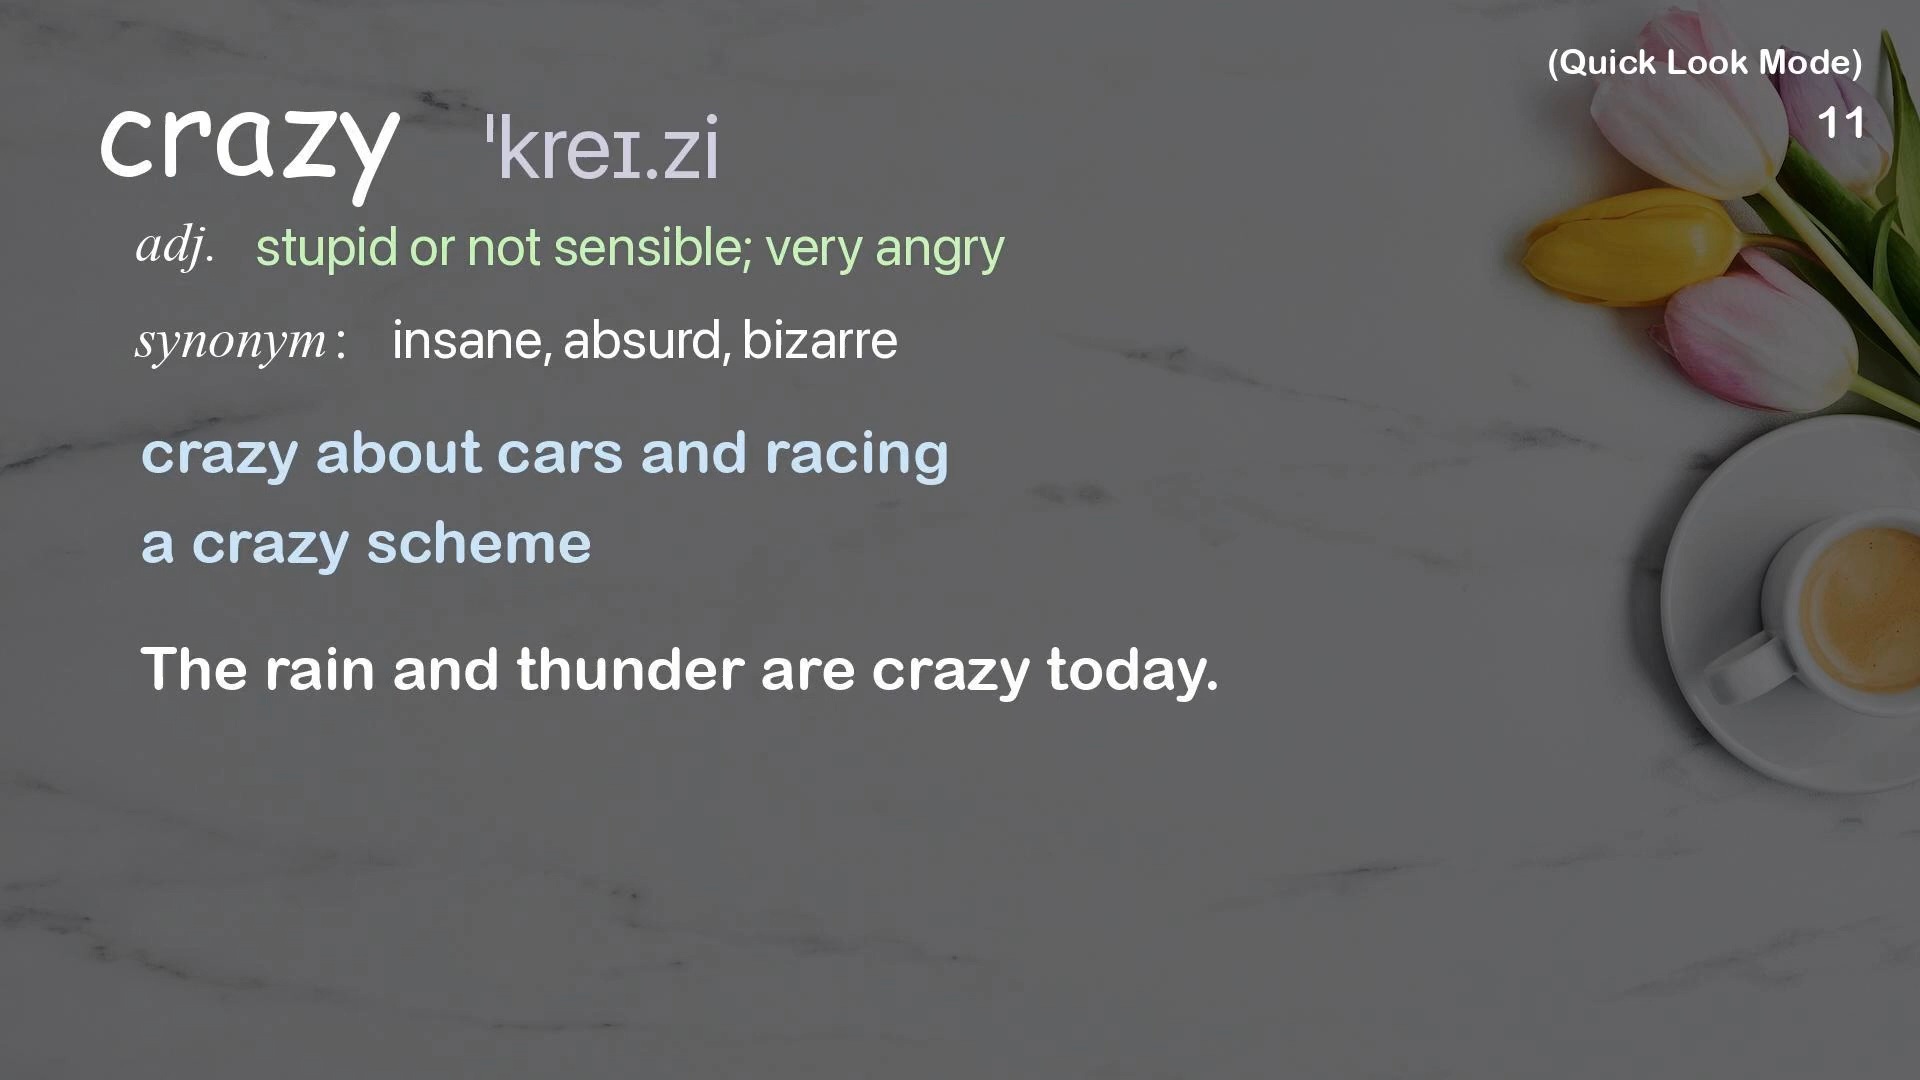 (Quick Look Mode)
11
crazy ˈkreɪ.zi
adj. stupid or not sensible; very angry
synonym: insane, absurd, bizarre
crazy about cars and racing
a crazy scheme
The rain and thunder are crazy today.